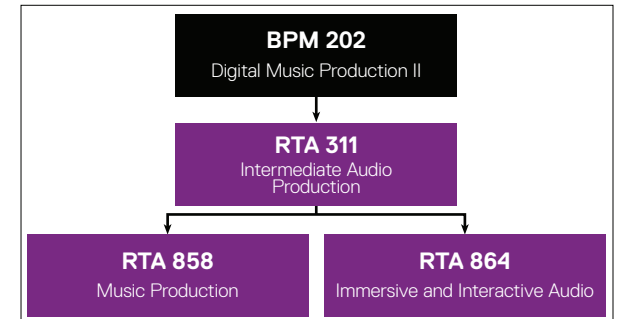 BPM 202
Digital Music Production II
RTA 311
Intermediate Audio
Production
RTA 858
Music Production
RTA 864
Immersive and Interactive Audio